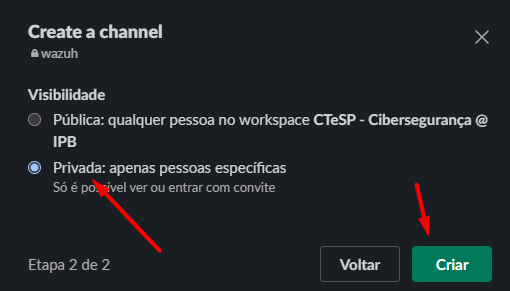 Create a channel
wazuh
Visibilidade
Pública: qualquer pessoa no workspace CTeSP - Cibersegurança @
IPB
Privada: apenas pessoas específicas
Só é possível ver ou entrar com convite
Etapa 2 de 2
Voltar
Criar